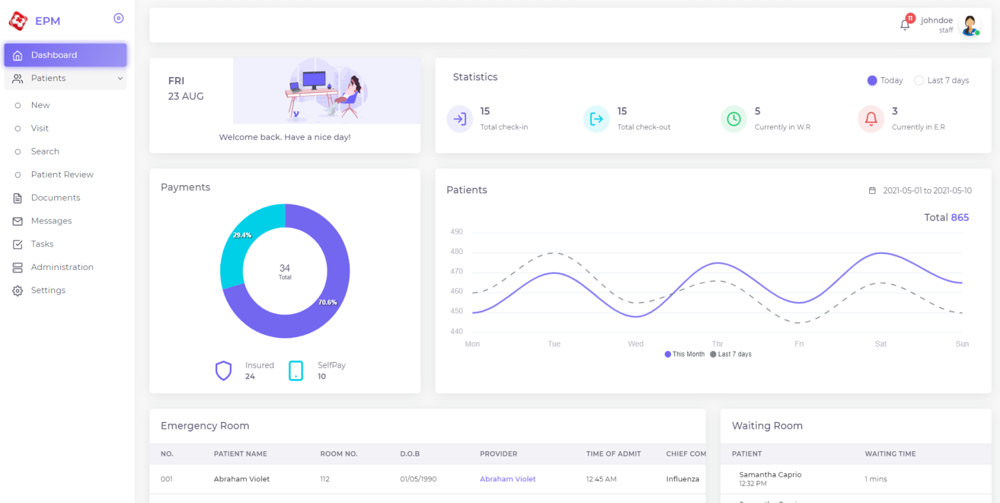 EPM
Dashboard
Patients
New
Visit
Search
Patient Review
Documents
Messages
Tasks
Administration
Settings
11
johndoe
staff
FRI
23 AUG
Welcome back. Have a nice day!
Statistics
Today
Last 7 days
15
Total check-in
15
Total check-out
5
Currently in W.R
3
Currently in E.R
Payments
29.4%
34
Total
70.6%
Insured
24
SelfPay
10
Patients
2021-05-01 to 2021-05-10
Total 865
490
480
470
460
450
440
Mon Tue Wed Thr Fri Sat Sun
This Month Last 7 days
Emergency Room
NO. PATIENT NAME ROOM NO. D.O.B PROVIDER TIME OF ADMIT CHIEF COM
001 Abraham Violet 112 01/05/1990 Abraham Violet 12:45 AM Influenza
Waiting Room
PATIENT WAITING TIME
Samantha Caprio 1 mins
12:32 PM